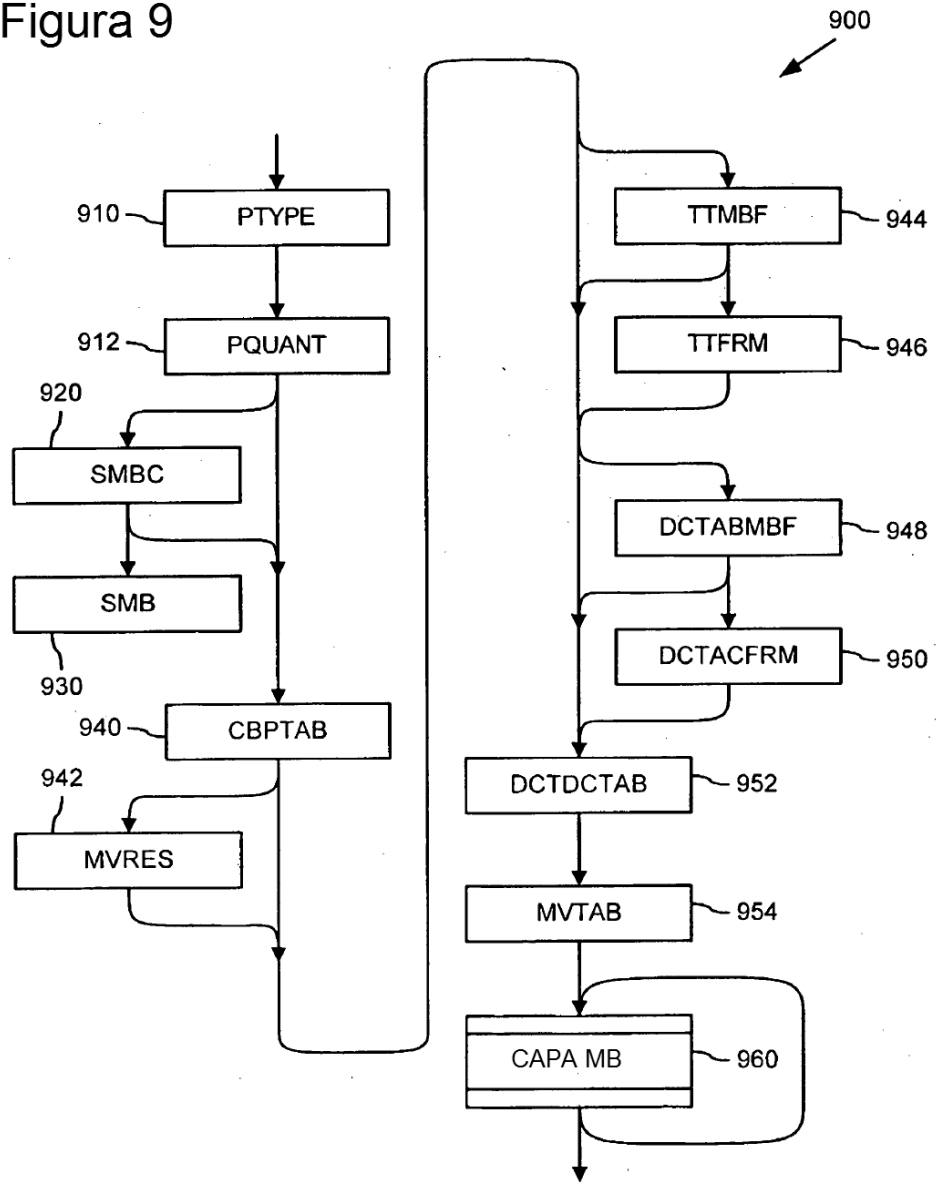 Figura 9
900
910
PTYPE
912
PQUANT
920
SMBC
SMB
930
940
CBPTAB
942
MVRES
TTMBF
944
TTFRM
946
DCTABMBF
948
DCTACFRM
950
DCTDCTAB
952
MVTAB
954
CAPA MB
960